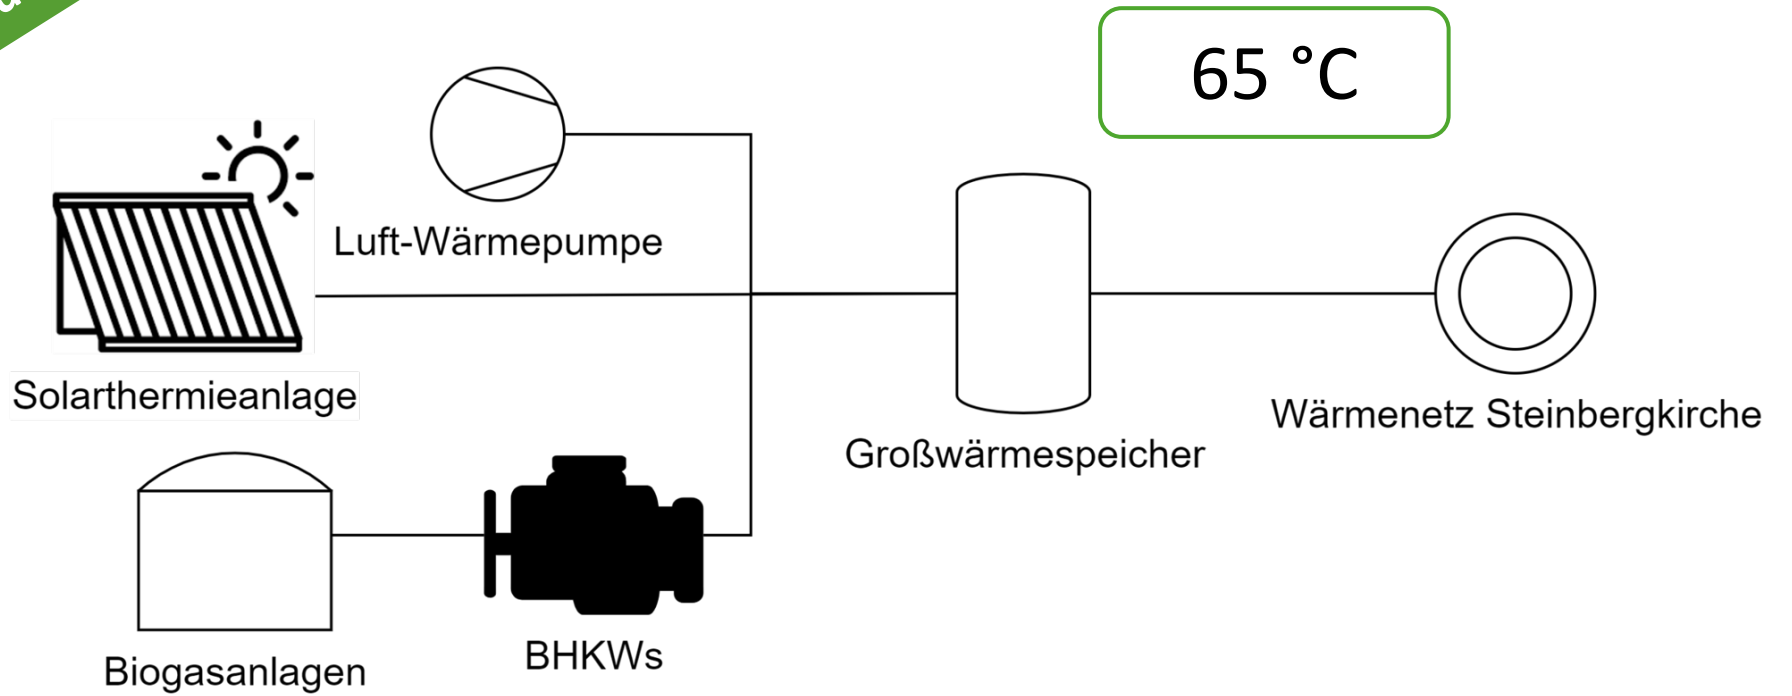 65 °C
Luft-Wärmepumpe
Solarthermieanlage
Wärmenetz Steinbergkirche
Großwärmespeicher
BHKWs
Biogasanlagen